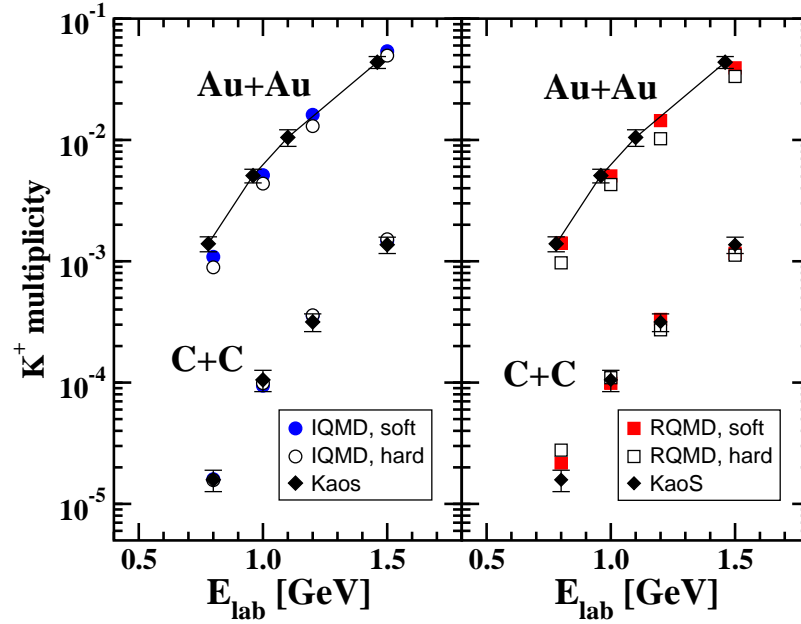 10^-1
10^-2
10^-3
10^-4
10^-5
K^+ multiplicity
Au+Au
C+C
IQMD, soft
IQMD, hard
Kaos
0.5 1.0 1.5
E_lab [GeV]
Au+Au
C+C
RQMD, soft
RQMD, hard
KaoS
0.5 1.0 1.5
E_lab [GeV]